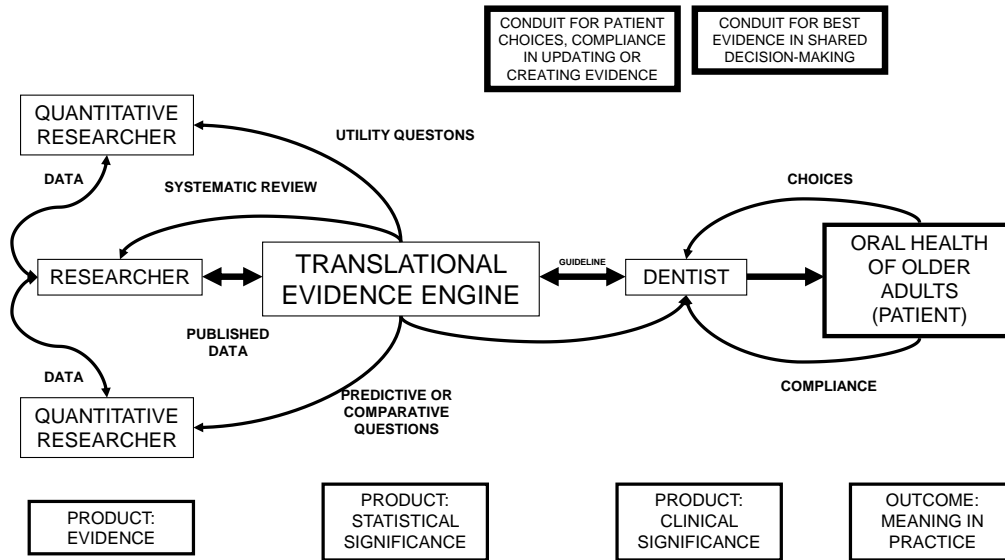 CONDUIT FOR PATIENT
CHOICES, COMPLIANCE
IN UPDATING OR
CREATING EVIDENCE
CONDUIT FOR BEST
EVIDENCE IN SHARED
DECISION-MAKING
QUANTITATIVE
RESEARCHER
UTILITY QUESTONS
DATA
SYSTEMATIC REVIEW
CHOICES
RESEARCHER
TRANSLATIONAL
EVIDENCE ENGINE
GUIDELINE
DENTIST
ORAL HEALTH
OF OLDER
ADULTS
(PATIENT)
PUBLISHED
DATA
DATA
PREDICTIVE OR
COMPARATIVE
QUESTIONS
COMPLIANCE
QUANTITATIVE
RESEARCHER
PRODUCT:
EVIDENCE
PRODUCT:
STATISTICAL
SIGNIFICANCE
PRODUCT:
CLINICAL
SIGNIFICANCE
OUTCOME:
MEANING IN
PRACTICE